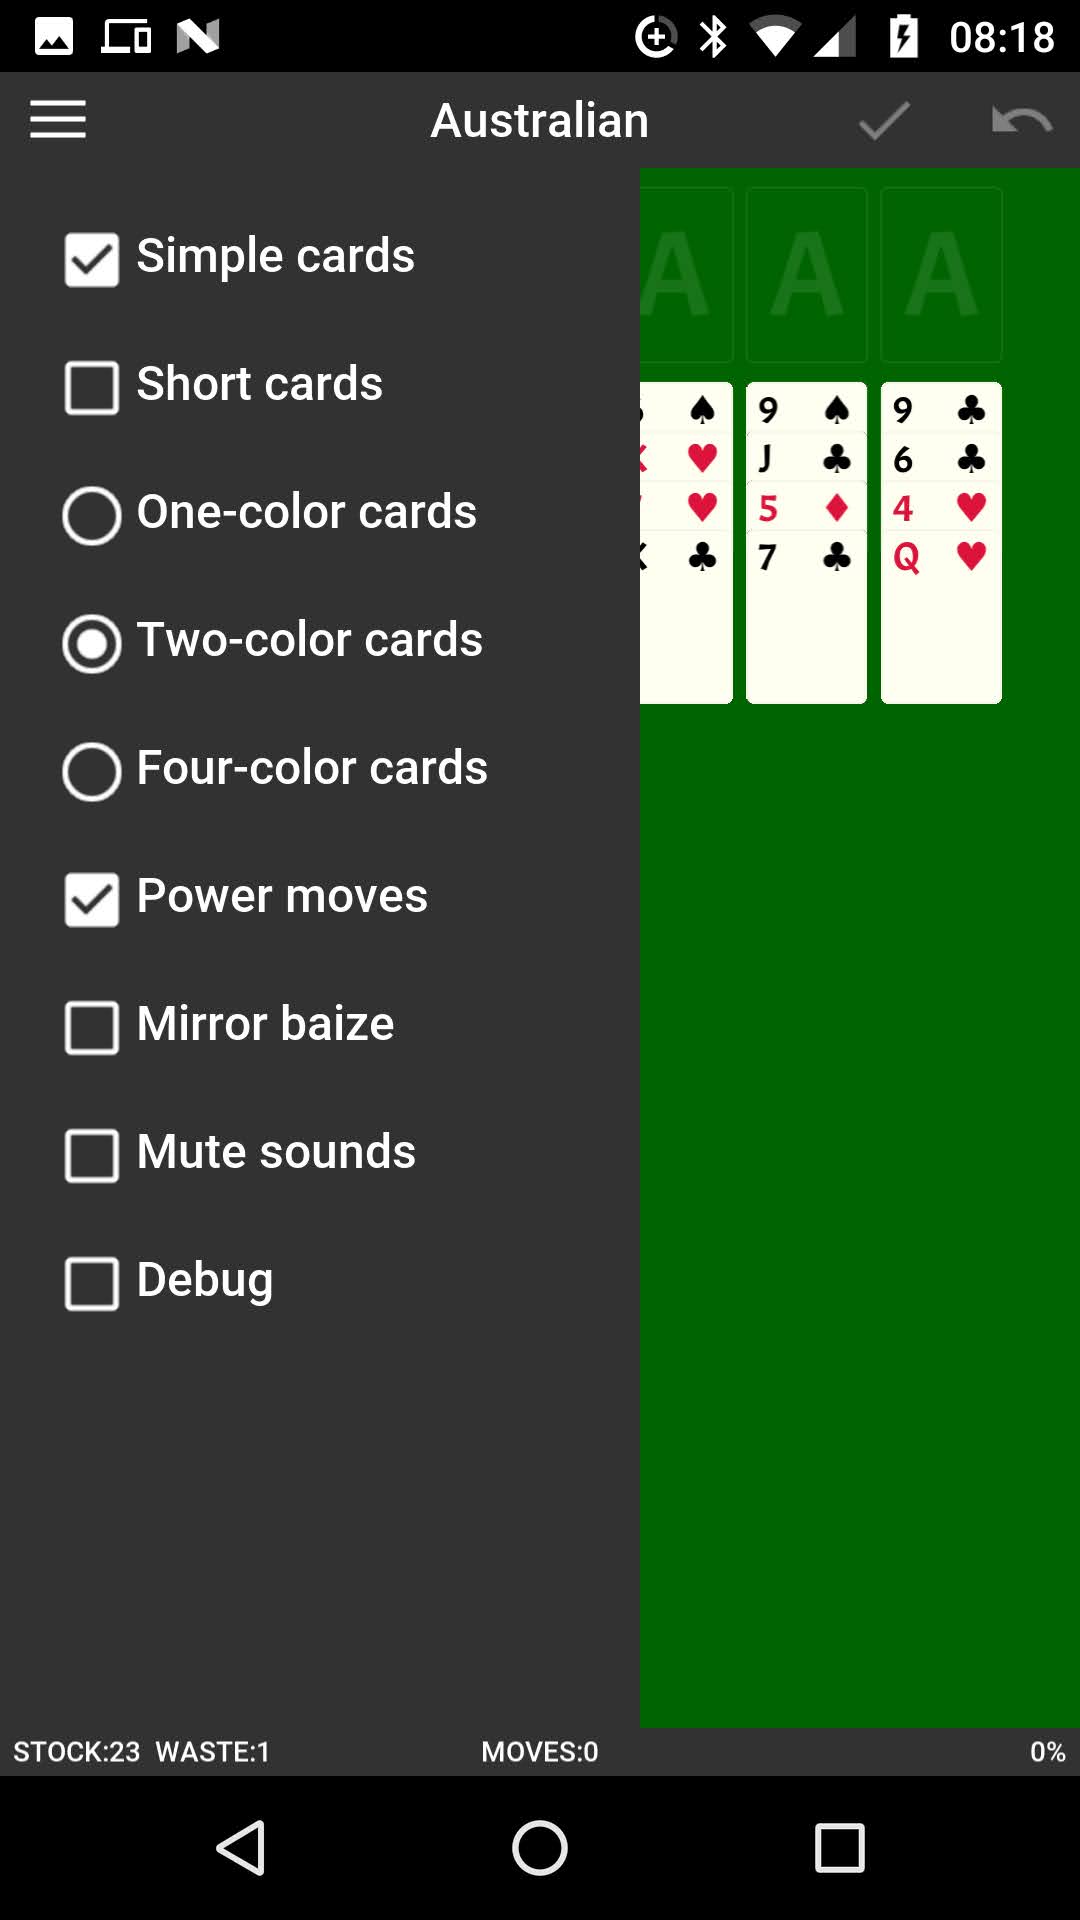 08:18
Australian
Simple cards
Short cards
One-color cards
Two-color cards
Four-color cards
Power moves
Mirror baize
Mute sounds
Debug
A A A
9 9
J 6
5 4
7 Q
STOCK:23 WASTE:1 MOVES:0 0%